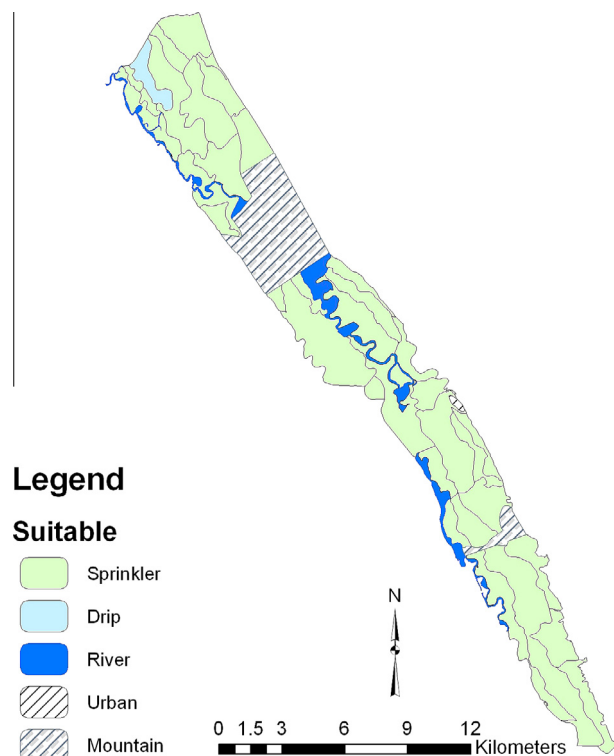 Legend
Suitable
Sprinkler
Drip
River
Urban
Mountain
N
0 1.5 3 6 9 12
Kilometers